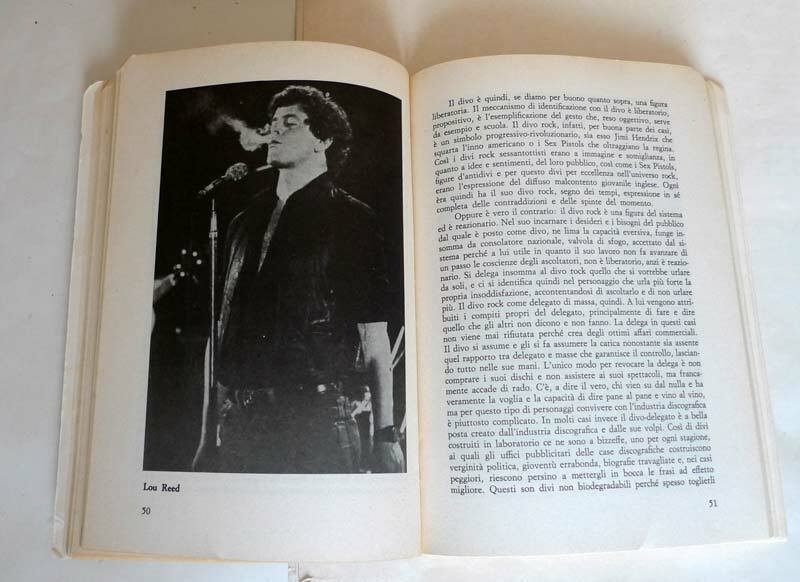 Lou Reed
50
Il divo è quindi, se diamo per buono quanto sopra, una figura
liberatoria. Il meccanismo di identificazione con il divo è liberatorio,
propositivo, è l'esemplificazione del gesto che, reso oggettivo, serve
da esempio e scuola. Il divo rock, infatti, per buona parte dei casi,
è un simbolo progressivo-rivoluzionario, sia esso Jimi Hendrix che
squarta l'inno americano o i Sex Pistols che oltraggiano la regina.
Così i divi rock sessantottisti erano a immagine e somiglianza, in
quanto a idee e sentimenti, del loro pubblico, così come i Sex Pistols,
figure d'antidivi e per questo divi per eccellenza nell'universo rock,
erano l'espressione del diffuso malcontento giovanile inglese. Ogni
èra quindi ha il suo divo rock, segno dei tempi, espressione in sé
completa delle contraddizioni e delle spinte del momento.
Oppure è vero il contrario: il divo rock è una figura del sistema
ed è reazionario. Nel suo incarnare i desideri e i bisogni del pubblico
dal quale è posto come divo, ne lima la capacità eversiva, funge in-
somma da consolatore nazionale, valvola di sfogo, accettato dal si-
stema perché a lui utile in quanto il suo lavoro non fa avanzare di
un passo le coscienze degli ascoltatori, non è liberatorio, anzi è reazio-
nario. Si delega insomma al divo rock quello che si vorrebbe urlare
da soli, e ci si identifica quindi nel personaggio che urla più forte la
propria insoddisfazione, accontentandosi di ascoltarlo e di non urlare
più. Il divo rock come delegato di massa, quindi. A lui vengono attri-
buiti i compiti propri del delegato, principalmente di fare e dire
quello che gli altri non dicono e non fanno. La delega in questi casi
non viene mai rifiutata perché crea degli ottimi affari commerciali.
Il divo si assume e gli si fa assumere la carica nonostante sia assente
quel rapporto tra delegato e masse che garantisce il controllo, lascian-
do tutto nelle sue mani. L'unico modo per revocare la delega è non
comprare i suoi dischi e non assistere ai suoi spettacoli, ma franca-
mente accade di rado. C'è, a dire il vero, chi vien su dal nulla e ha
veramente la voglia e la capacità di dire pane al pane e vino al vino,
ma per questo tipo di personaggi convivere con l'industria discografica
è piuttosto complicato. In molti casi invece il divo-delegato è a bella
posta creato dall'industria discografica e dalle sue volpi. Così di divi
costruiti in laboratorio ce ne sono a bizzeffe, uno per ogni stagione,
ai quali gli uffici pubblicitari delle case discografiche costruiscono
verginità politica, gioventù errabonda, biografie travagliate e, nei casi
peggiori, riescono persino a mettergli in bocca le frasi ad effetto
migliore. Questi son divi non biodegradabili perché spesso toglierli
51